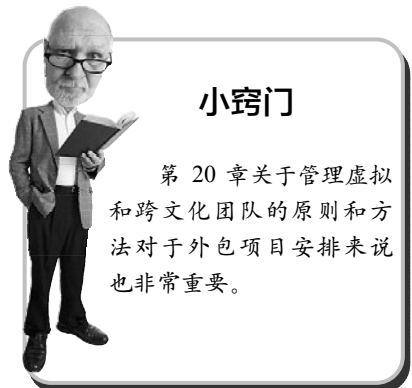 小窍门
第 20 章关于管理虚拟
和跨文化团队的原则和方
法对于外包项目安排来说
也非常重要。